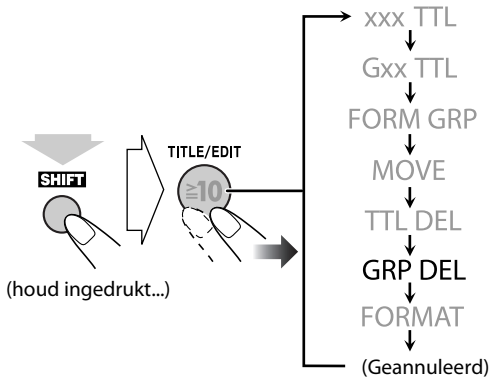 SHIFT
(houd ingedrukt...)
TITLE/EDIT
≧10
xxx TTL
Gxx TTL
FORM GRP
MOVE
TTL DEL
GRP DEL
FORMAT
(Geannuleerd)